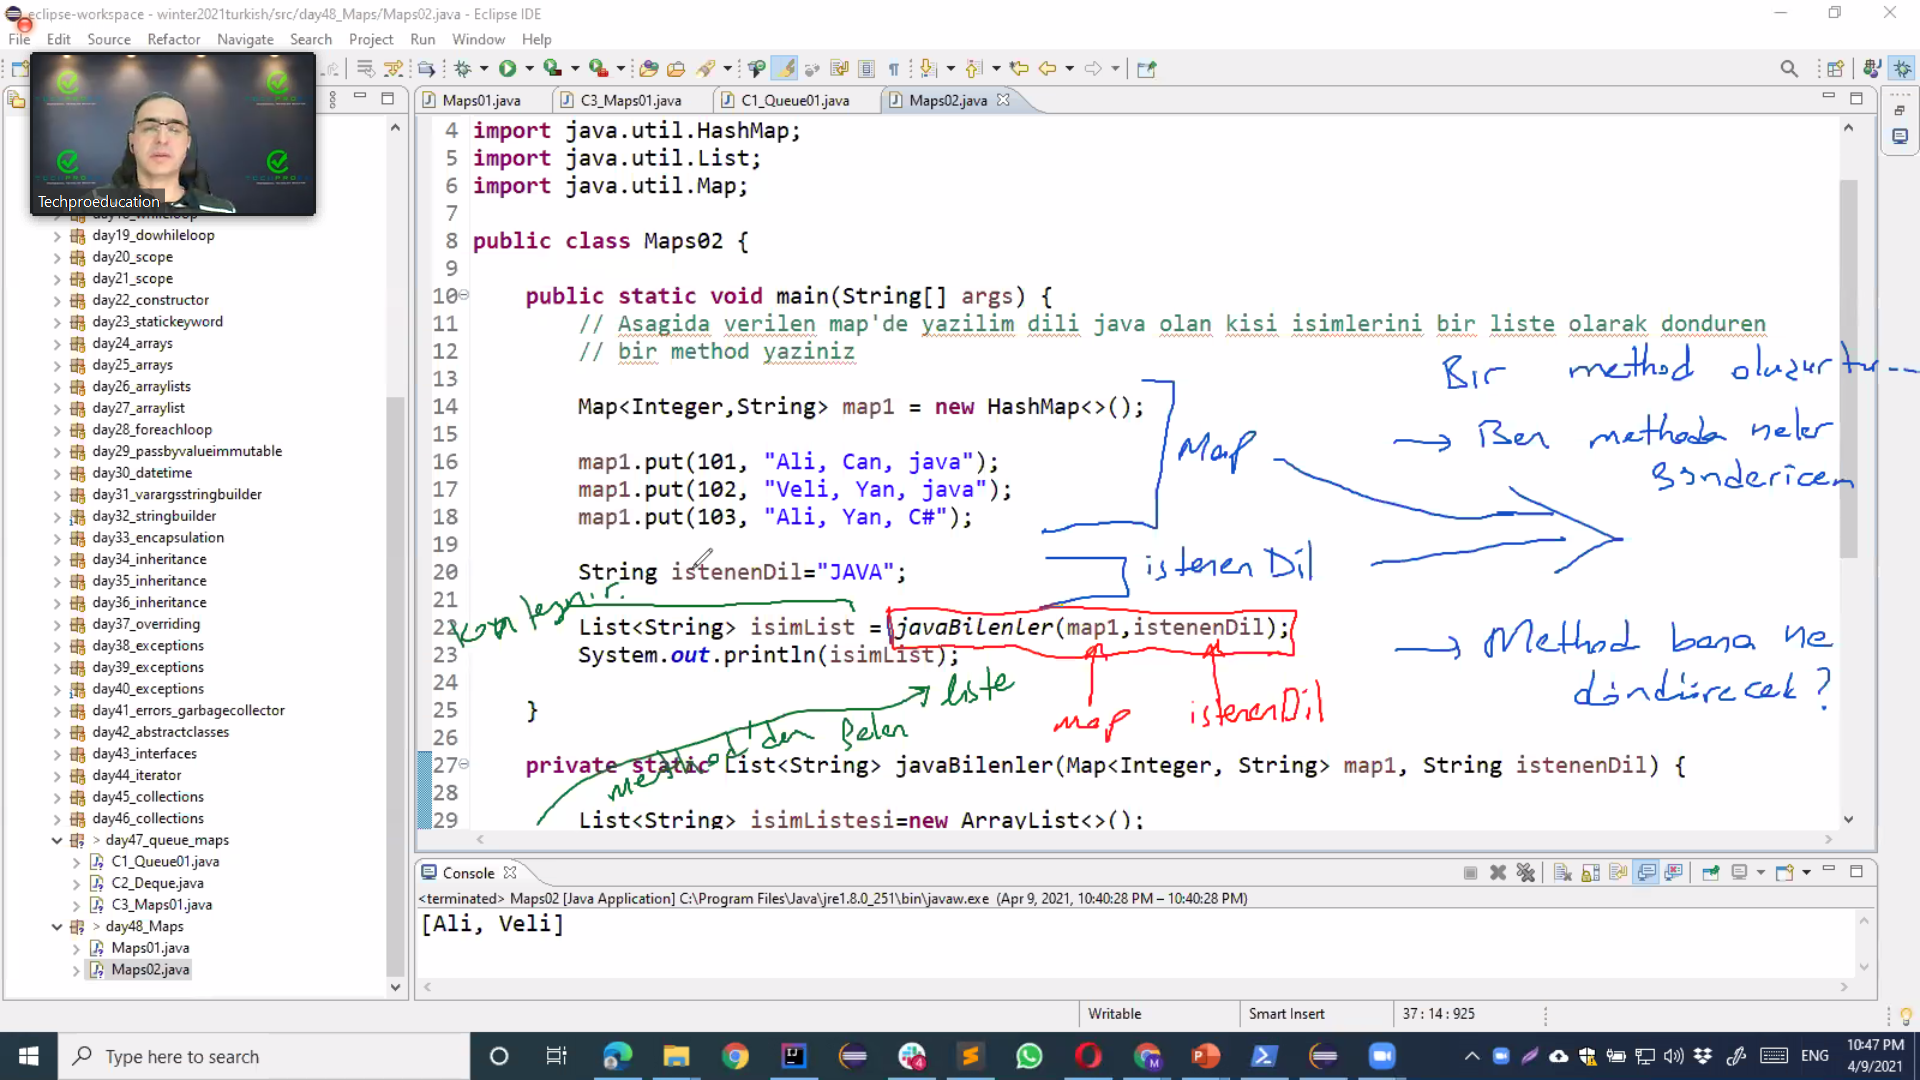 eclipse-workspace - winter2021turkish/src/day48_Maps/Maps02.java - Eclipse IDE
File Edit Source Refactor Navigate Search Project Run Window Help
Techproeducation
Maps01.java C3_Maps01.java C1_Queue01.java Maps02.java
day19_dowhileloop
day20_scope
day21_scope
day22_constructor
day23_statickeyword
day24_arrays
day25_arrays
day26_arraylists
day27_arraylist
day28_foreachloop
day29_passbyvalueimmutable
day30_datetime
day31_varargsstringbuilder
day32_stringbuilder
day33_encapsulation
day34_inheritance
day35_inheritance
day36_inheritance
day37_overriding
day38_exceptions
day39_exceptions
day40_exceptions
day41_errors_garbagecollector
day42_abstractclasses
day43_interfaces
day44_iterator
day45_collections
day46_collections
> day47_queue_maps
C1_Queue01.java
C2_Deque.java
C3_Maps01.java
> day48_Maps
Maps01.java
Maps02.java
4 import java.util.HashMap;
5 import java.util.List;
6 import java.util.Map;
7
8 public class Maps02 {
9
10 public static void main(String[] args) {
11 // Asagida verilen map'de yazilim dili java olan kisi isimlerini bir liste olarak donduren
12 // bir method yaziniz
13
14 Map<Integer,String> map1 = new HashMap<>();
15
16 map1.put(101, "Ali, Can, java");
17 map1.put(102, "Veli, Yan, java");
18 map1.put(103, "Ali, Yan, C#");
19
20 String istenenDil="JAVA";
21
22 List<String> isimList = javaBilenler(map1,istenenDil);
23 System.out.println(isimList);
24
25 }
26
27 private static List<String> javaBilenler(Map<Integer, String> map1, String istenenDil) {
28
29 List<String> isimListesi=new ArrayList<>();
Bir method
→ Ben methoda neler
Map
istenen Dil
→ Method bana ne
döndürecek?
map istenenDil
method'den Gelen liste
Console
<terminated> Maps02 [Java Application] C:\Program Files\Java\jre1.8.0_251\bin\javaw.exe (Apr 9, 2021, 10:40:28 PM – 10:40:28 PM)
[Ali, Veli]
Writable Smart Insert 37 : 14 : 925
Type here to search
4
ENG
10:47 PM
4/9/2021